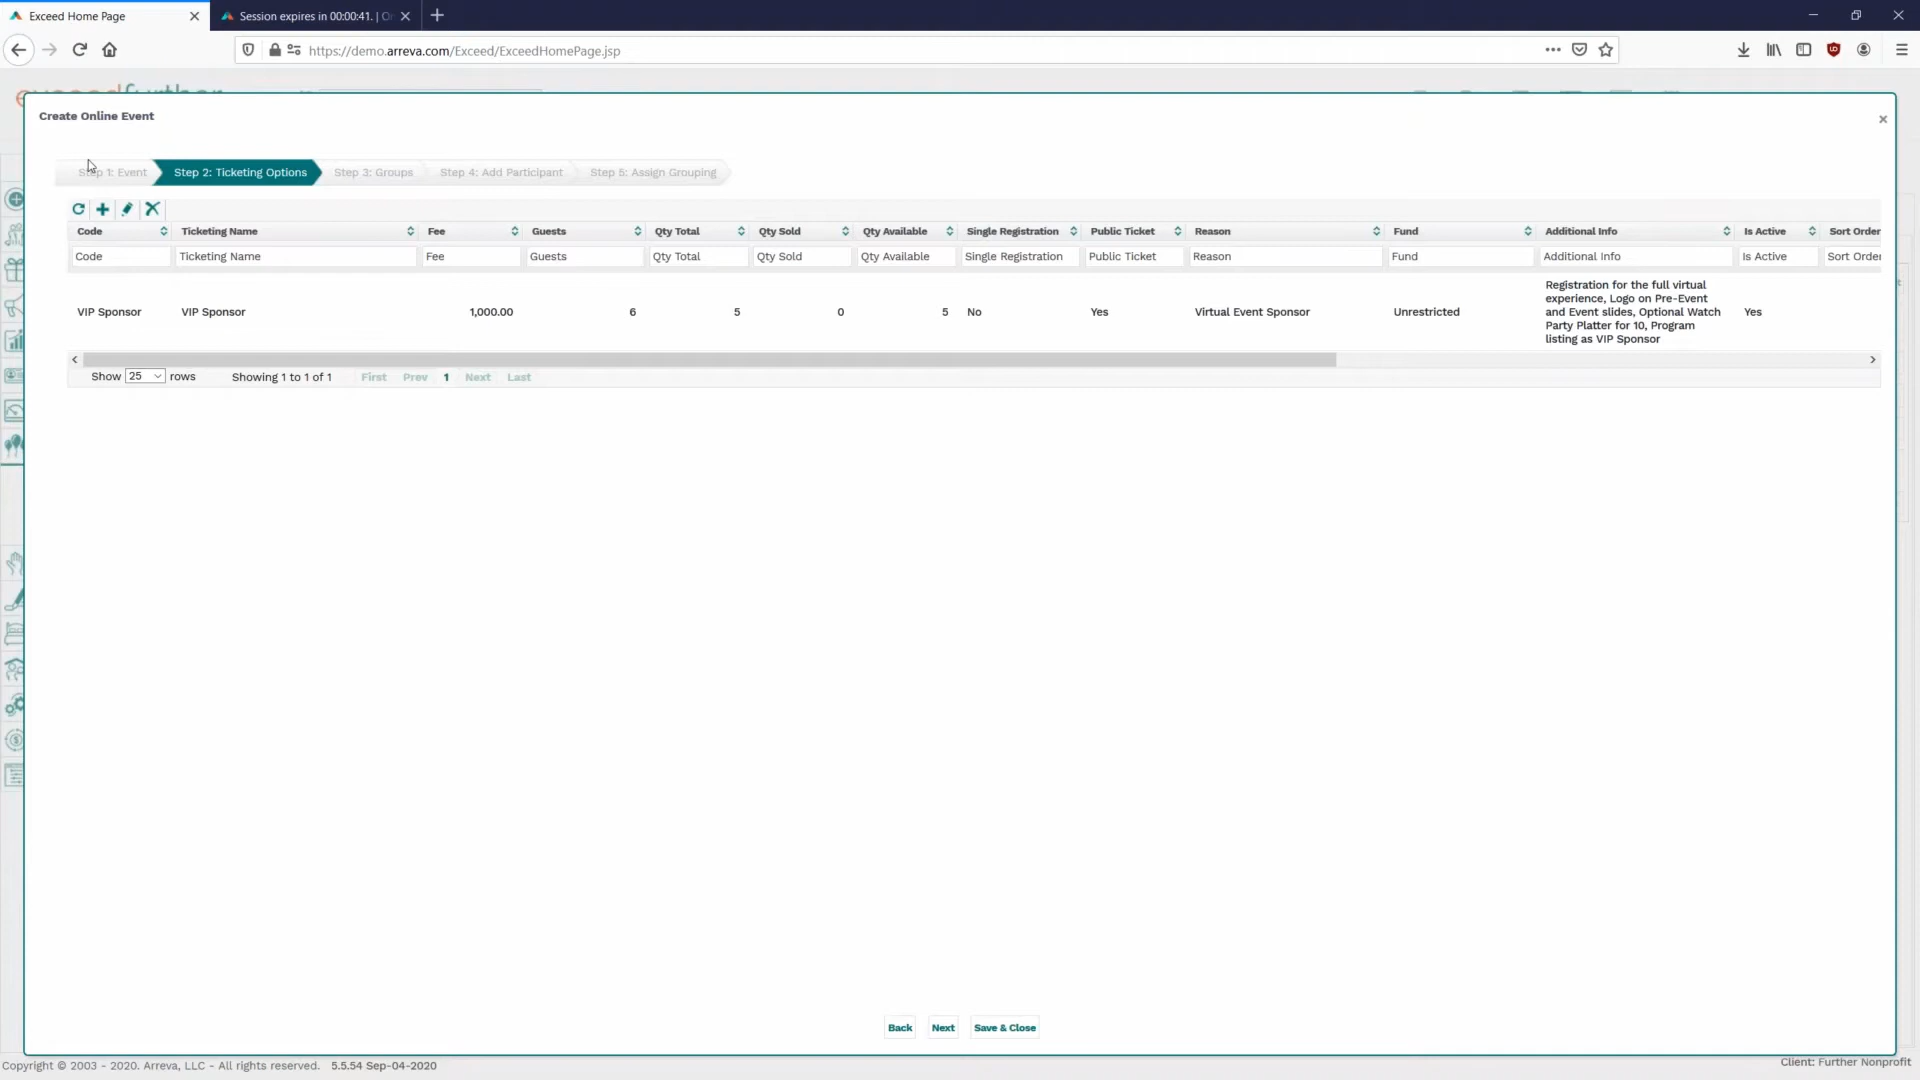 Exceed Home Page
Session expires in 00:00:41. | O
https://demo.arreva.com/Exceed/ExceedHomePage.jsp
exceedfurther
Create Online Event
Step 1: Event
Step 2: Ticketing Options
Step 3: Groups
Step 4: Add Participant
Step 5: Assign Grouping
Code Ticketing Name Fee Guests Qty Total Qty Sold Qty Available Single Registration Public Ticket Reason Fund Additional Info Is Active Sort Order
Code Ticketing Name Fee Guests Qty Total Qty Sold Qty Available Single Registration Public Ticket Reason Fund Additional Info Is Active Sort Order
VIP Sponsor VIP Sponsor 1,000.00 6 5 0 5 No Yes Virtual Event Sponsor Unrestricted
Registration for the full virtual
experience, Logo on Pre-Event
and Event slides, Optional Watch
Party Platter for 10, Program
listing as VIP Sponsor
Yes
Show 25 rows Showing 1 to 1 of 1 First Prev 1 Next Last
Back Next Save & Close
Copyright © 2003 - 2020. Arreva, LLC - All rights reserved. 5.5.54 Sep-04-2020
Client: Further Nonprofit